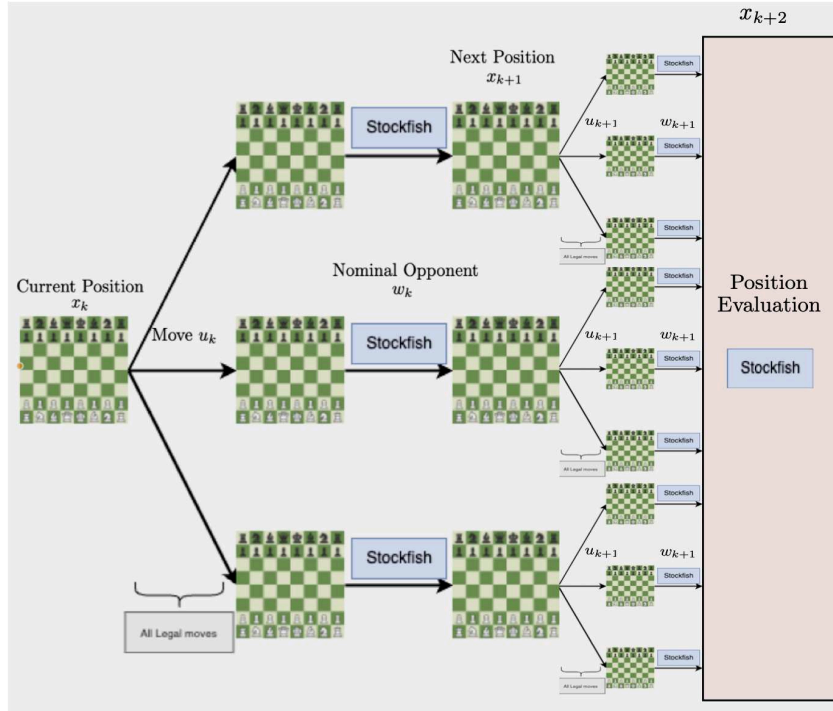 x_{k+2}
Next Position
x_{k+1}
Stockfish
Stockfish
u_{k+1}
w_{k+1}
Stockfish
Stockfish
All Legal moves
Stockfish
Nominal Opponent
w_k
Current Position
x_k
Move u_k
Stockfish
Stockfish
u_{k+1}
w_{k+1}
Stockfish
Stockfish
All Legal moves
Position
Evaluation
Stockfish
Stockfish
Stockfish
u_{k+1}
w_{k+1}
Stockfish
Stockfish
All Legal moves
All Legal moves